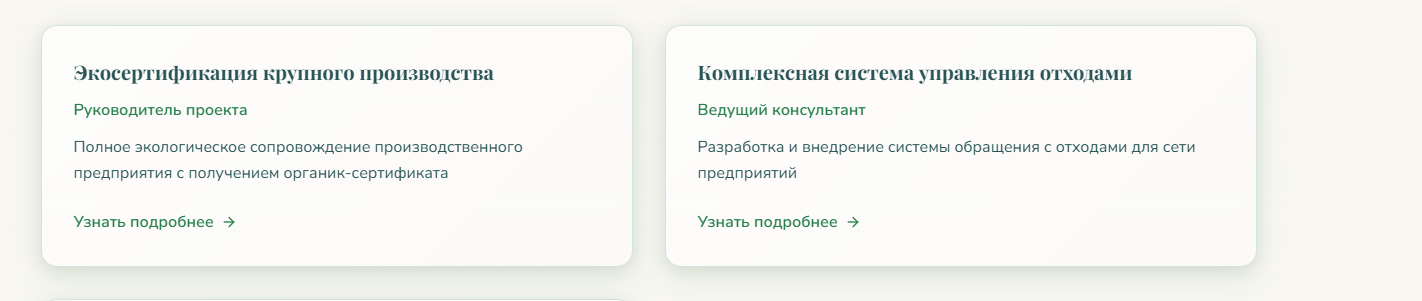 Экосертификация крупного производства
Руководитель проекта
Полное экологическое сопровождение производственного
предприятия с получением органик-сертификата
Узнать подробнее →
Комплексная система управления отходами
Ведущий консультант
Разработка и внедрение системы обращения с отходами для сети
предприятий
Узнать подробнее →